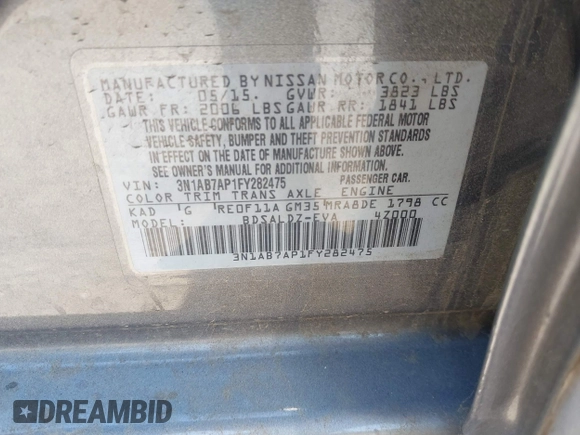 MANUFACTURED BY NISSAN MOTOR CO., LTD.
DATE: 05/15. GVWR: 3823 LBS
GAWR FR: 2006 LBS GAWR RR: 1841 LBS
THIS VEHICLE CONFORMS TO ALL APPLICABLE FEDERAL MOTOR
VEHICLE SAFETY, BUMPER AND THEFT PREVENTION STANDARDS
IN EFFECT ON THE DATE OF MANUFACTURE SHOWN ABOVE.
SEE OWNER'S MANUAL FOR ADDITIONAL INFORMATION.
VIN: 3N1AB7AP1FY282475 PASSENGER CAR
COLOR TRIM TRANS AXLE ENGINE
KAD G RE0F11A GM35 MRA8DE 1798 CC
MODEL: BDSALDZ-EVA 4Z000
3N1AB7AP1FY282475
DREAMBID